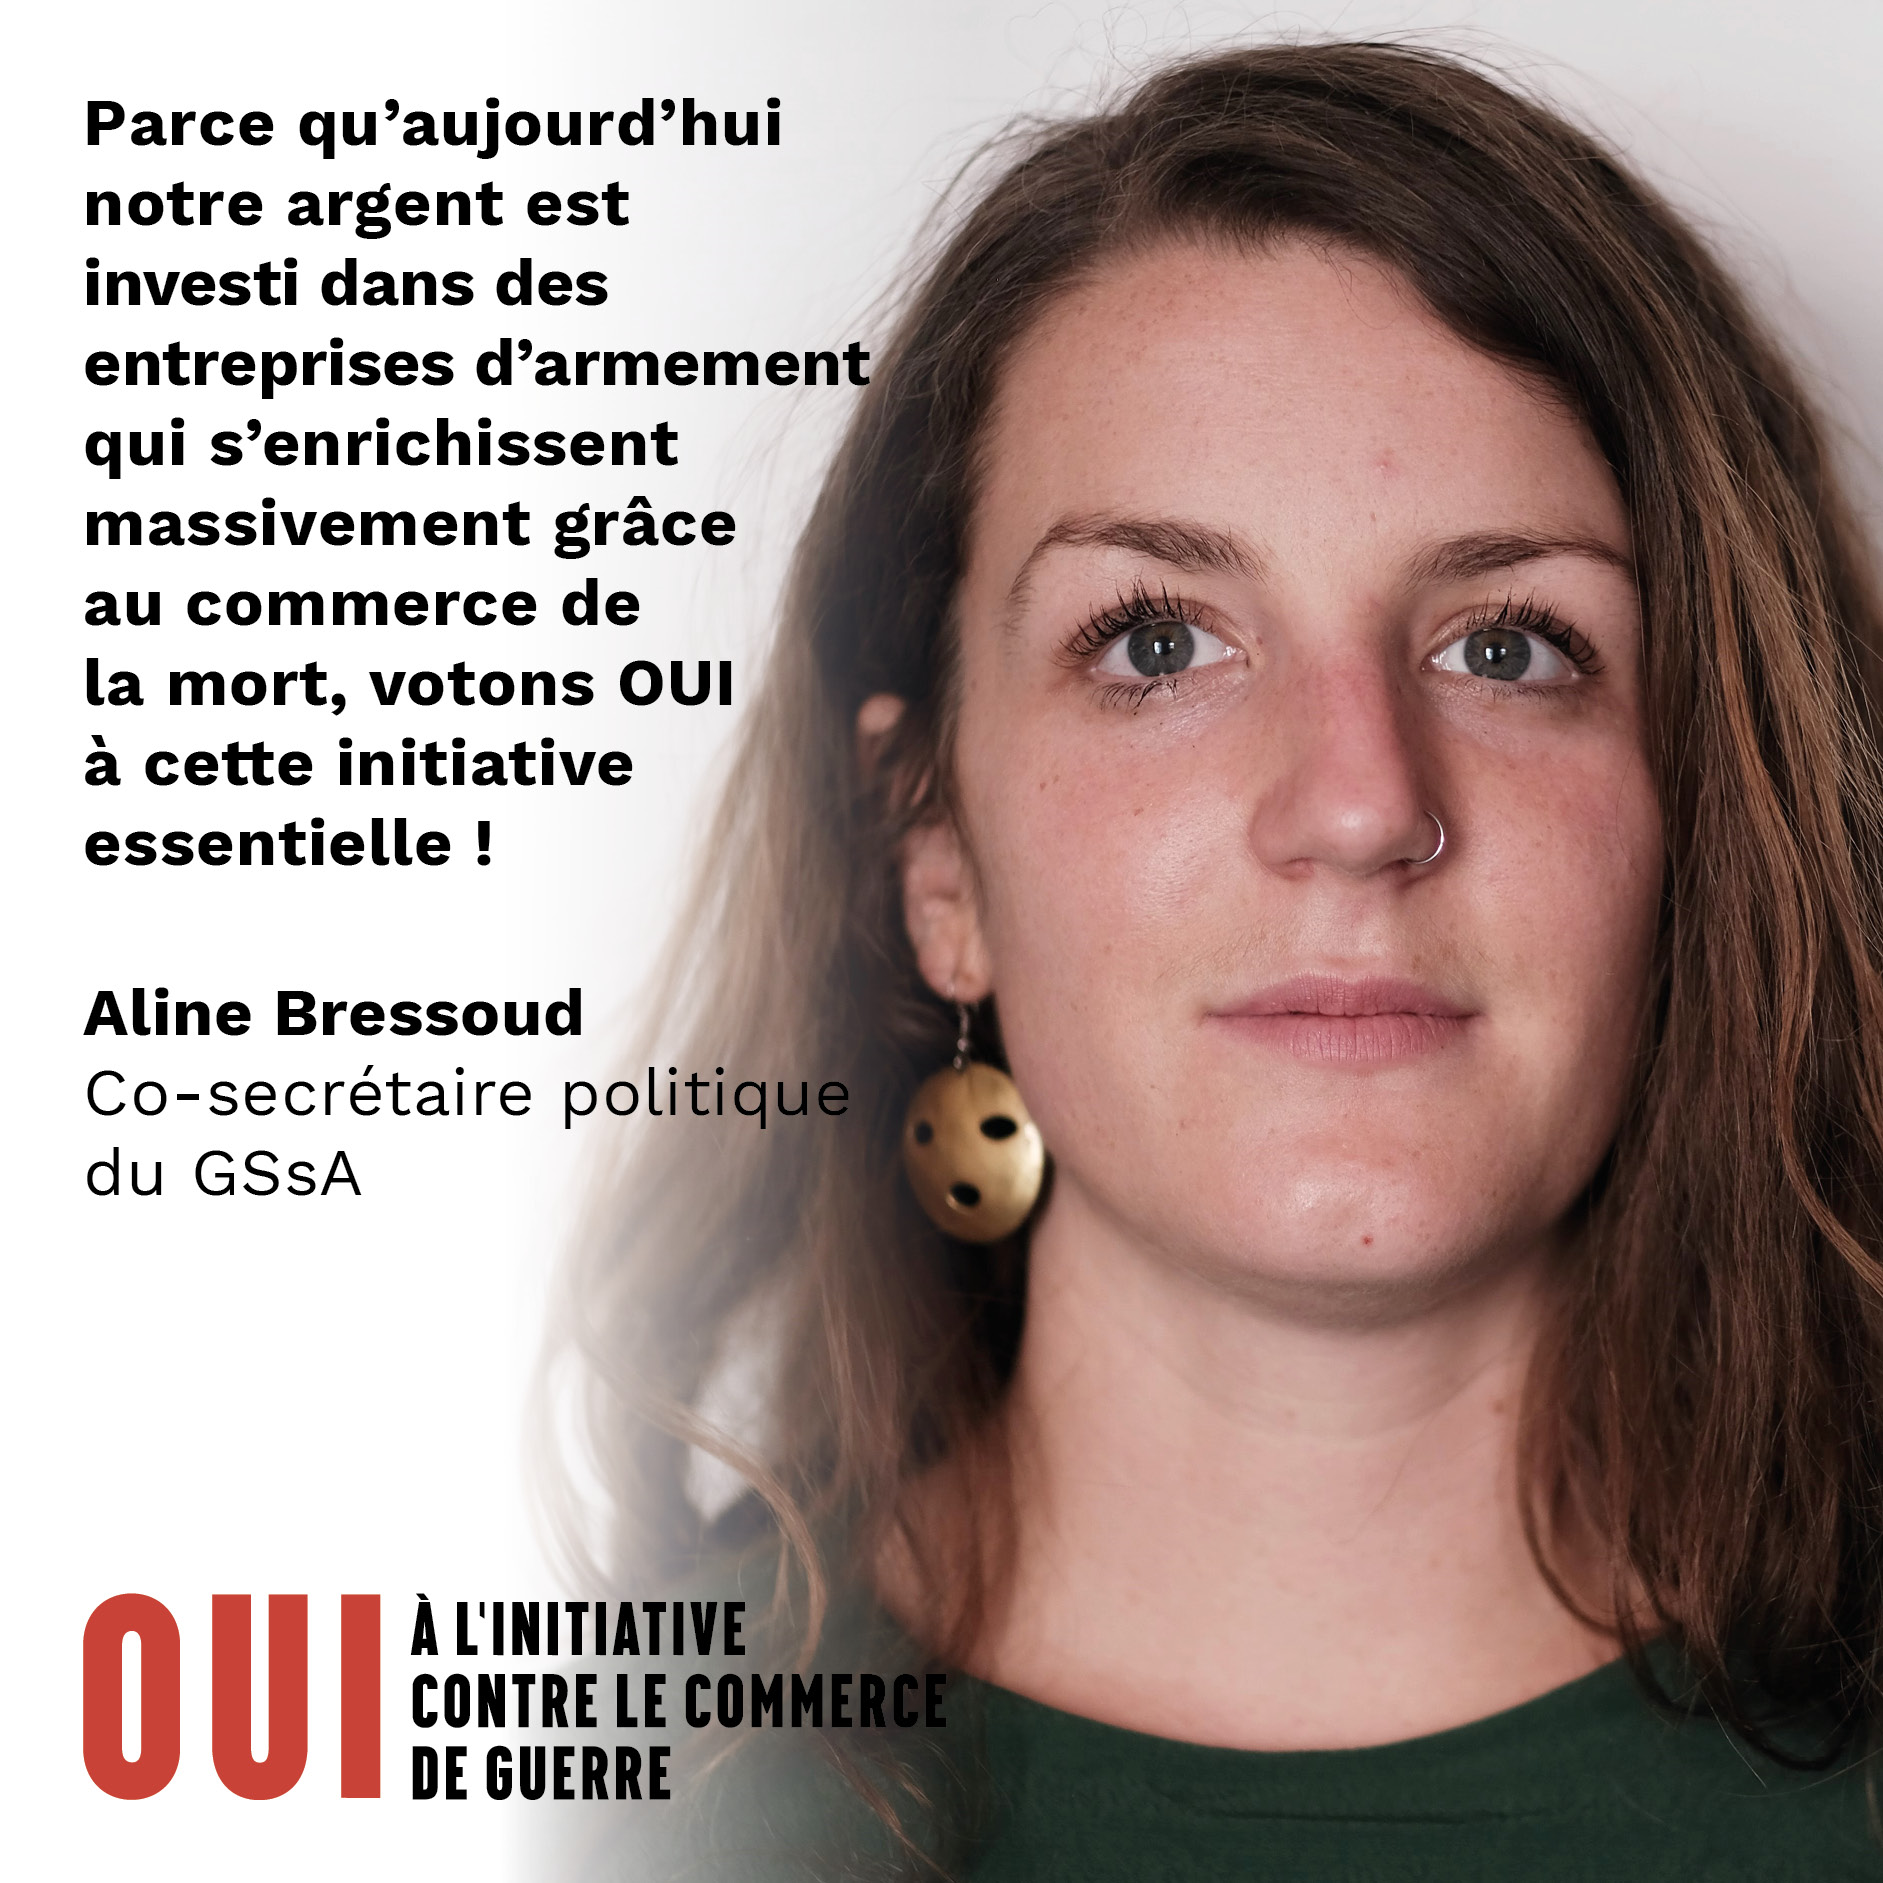 Parce qu’aujourd’hui
notre argent est
investi dans des
entreprises d’armement
qui s’enrichissent
massivement grâce
au commerce de
la mort, votons OUI
à cette initiative
essentielle !
Aline Bressoud
Co-secrétaire politique
du GSsA
OUI
À L'INITIATIVE
CONTRE LE COMMERCE
DE GUERRE